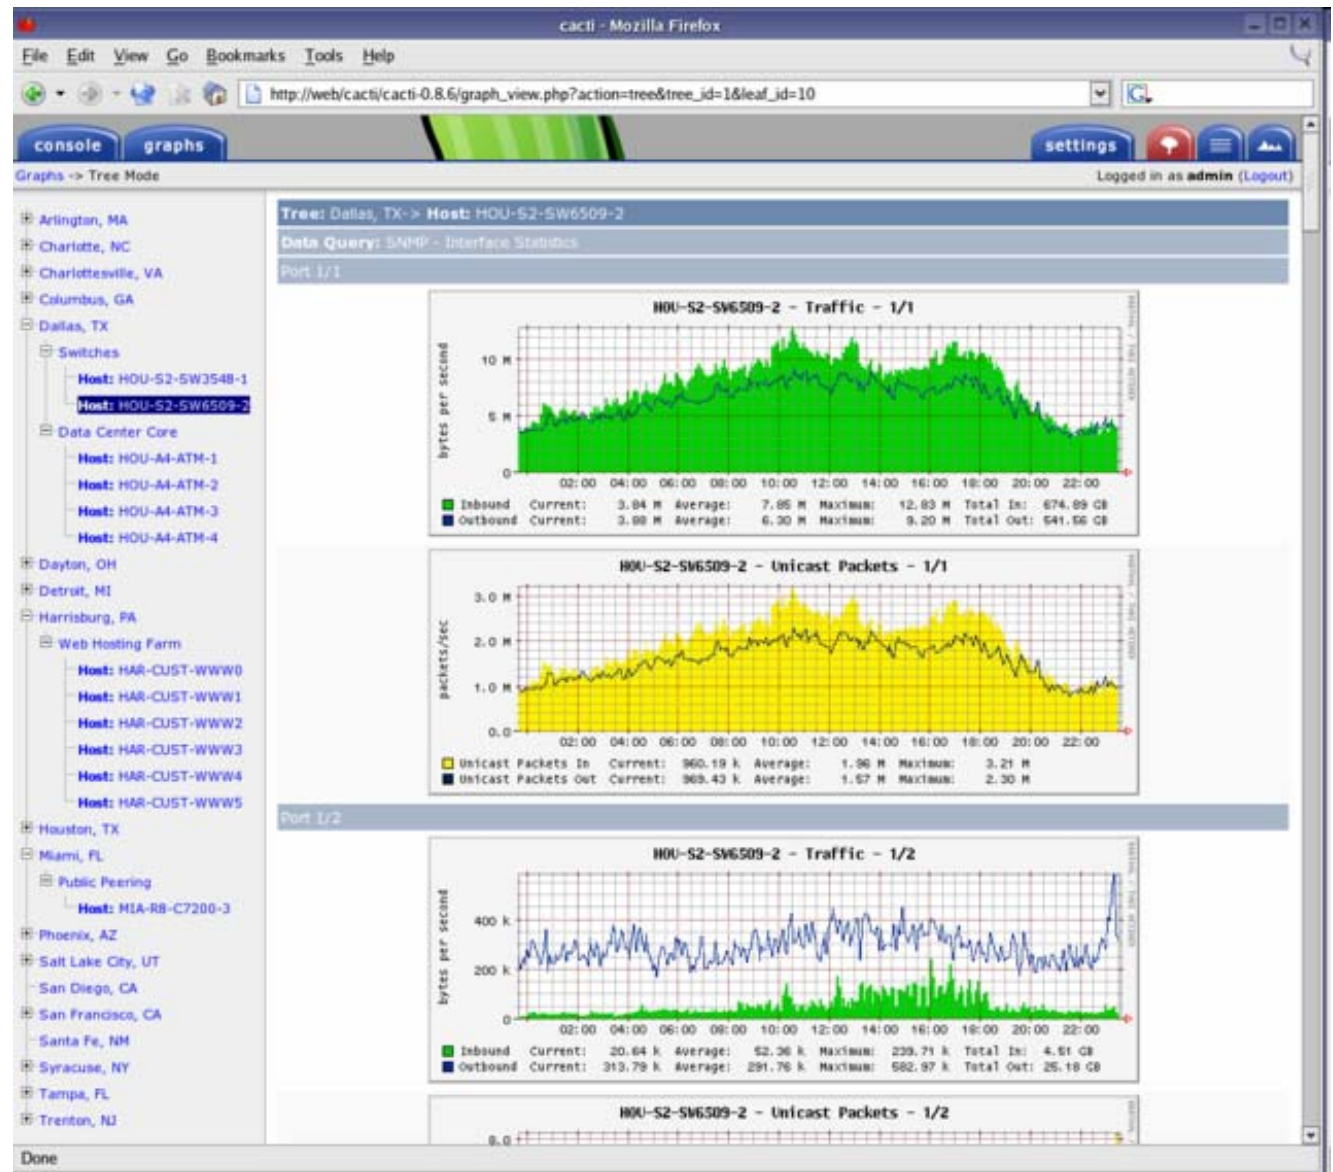 cacti - Mozilla Firefox
File Edit View Go Bookmarks Tools Help
http://web/cacti/cacti-0.8.6/graph_view.php?action=tree&tree_id=1&leaf_id=10
G
console graphs settings
Graphs -> Tree Mode
Logged in as admin (Logout)
Arlington, MA
Charlotte, NC
Charlottesville, VA
Columbus, GA
Dallas, TX
Switches
Host: HOU-S2-SW3548-1
Host: HOU-S2-SW6509-2
Data Center Core
Host: HOU-A4-ATM-1
Host: HOU-A4-ATM-2
Host: HOU-A4-ATM-3
Host: HOU-A4-ATM-4
Dayton, OH
Detroit, MI
Harrisburg, PA
Web Hosting Farm
Host: HAR-CUST-WWW0
Host: HAR-CUST-WWW1
Host: HAR-CUST-WWW2
Host: HAR-CUST-WWW3
Host: HAR-CUST-WWW4
Host: HAR-CUST-WWW5
Houston, TX
Miami, FL
Public Peering
Host: MIA-R8-C7200-3
Phoenix, AZ
Salt Lake City, UT
San Diego, CA
San Francisco, CA
Santa Fe, NM
Syracuse, NY
Tampa, FL
Trenton, NJ
Tree: Dallas, TX-> Host: HOU-S2-SW6509-2
Data Query: SNMP - Interface Statistics
Port 1/1
HOU-S2-SW6509-2 - Traffic - 1/1
bytes per second
10 M
5 M
0
02:00 04:00 06:00 08:00 10:00 12:00 14:00 16:00 18:00 20:00 22:00
Inbound Current: 3.84 M Average: 7.85 M Maximum: 12.83 M Total In: 674.89 GB
Outbound Current: 3.88 M Average: 6.30 M Maximum: 9.20 M Total Out: 541.56 GB
HOU-S2-SW6509-2 - Unicast Packets - 1/1
packets/sec
3.0 M
2.0 M
1.0 M
0.0
02:00 04:00 06:00 08:00 10:00 12:00 14:00 16:00 18:00 20:00 22:00
Unicast Packets In Current: 960.19 k Average: 1.96 M Maximum: 3.21 M
Unicast Packets Out Current: 969.43 k Average: 1.57 M Maximum: 2.30 M
Port 1/2
HOU-S2-SW6509-2 - Traffic - 1/2
bytes per second
400 k
200 k
0
02:00 04:00 06:00 08:00 10:00 12:00 14:00 16:00 18:00 20:00 22:00
Inbound Current: 20.64 k Average: 52.36 k Maximum: 239.71 k Total In: 4.51 GB
Outbound Current: 313.79 k Average: 291.76 k Maximum: 582.97 k Total Out: 25.18 GB
HOU-S2-SW6509-2 - Unicast Packets - 1/2
Done